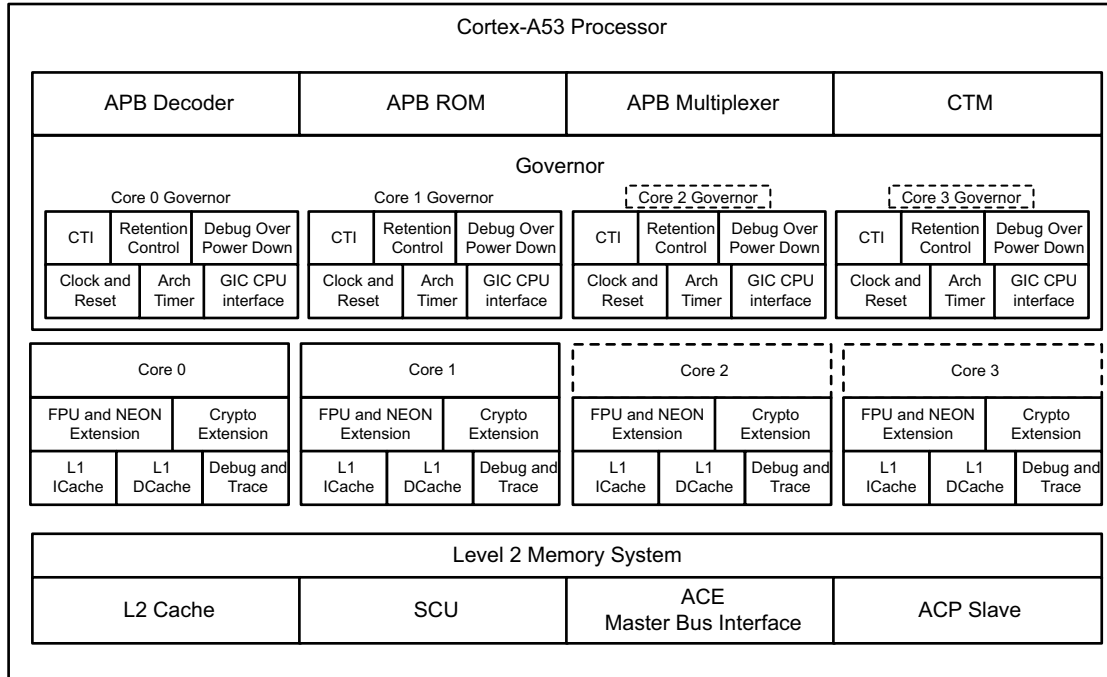 Cortex-A53 Processor
APB Decoder
APB ROM
APB Multiplexer
CTM
Governor
Core 0 Governor
CTI
Retention
Control
Debug Over
Power Down
Clock and
Reset
Arch
Timer
GIC CPU
interface
Core 1 Governor
CTI
Retention
Control
Debug Over
Power Down
Clock and
Reset
Arch
Timer
GIC CPU
interface
Core 2 Governor
CTI
Retention
Control
Debug Over
Power Down
Clock and
Reset
Arch
Timer
GIC CPU
interface
Core 3 Governor
CTI
Retention
Control
Debug Over
Power Down
Clock and
Reset
Arch
Timer
GIC CPU
interface
Core 0
FPU and NEON
Extension
Crypto
Extension
L1
ICache
L1
DCache
Debug and
Trace
Core 1
FPU and NEON
Extension
Crypto
Extension
L1
ICache
L1
DCache
Debug and
Trace
Core 2
FPU and NEON
Extension
Crypto
Extension
L1
ICache
L1
DCache
Debug and
Trace
Core 3
FPU and NEON
Extension
Crypto
Extension
L1
ICache
L1
DCache
Debug and
Trace
Level 2 Memory System
L2 Cache
SCU
ACE
Master Bus Interface
ACP Slave